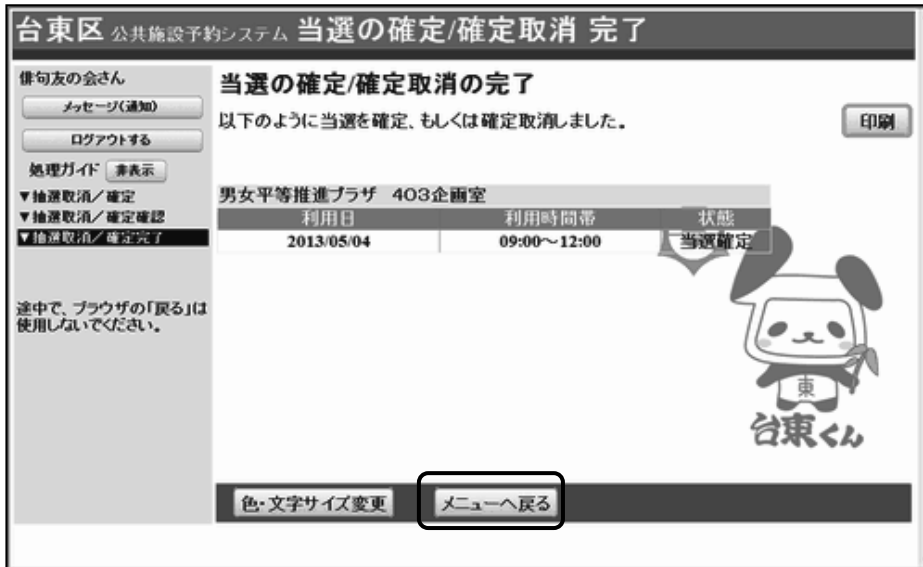 台東区 公共施設予約システム 当選の確定/確定取消 完了
俳句友の会さん
メッセージ(通知)
ログアウトする
処理ガイド 非表示
▼抽選取消/確定
▼抽選取消/確定確認
▼抽選取消/確定完了
途中で、ブラウザの「戻る」は
使用しないでください。
当選の確定/確定取消の完了
以下のように当選を確定、もしくは確定取消しました。
印刷
男女平等推進プラザ 403企画室
利用日 利用時間帯 状態
2013/05/04 09:00～12:00 当選確定
東
台東くん
色・文字サイズ変更 メニューへ戻る